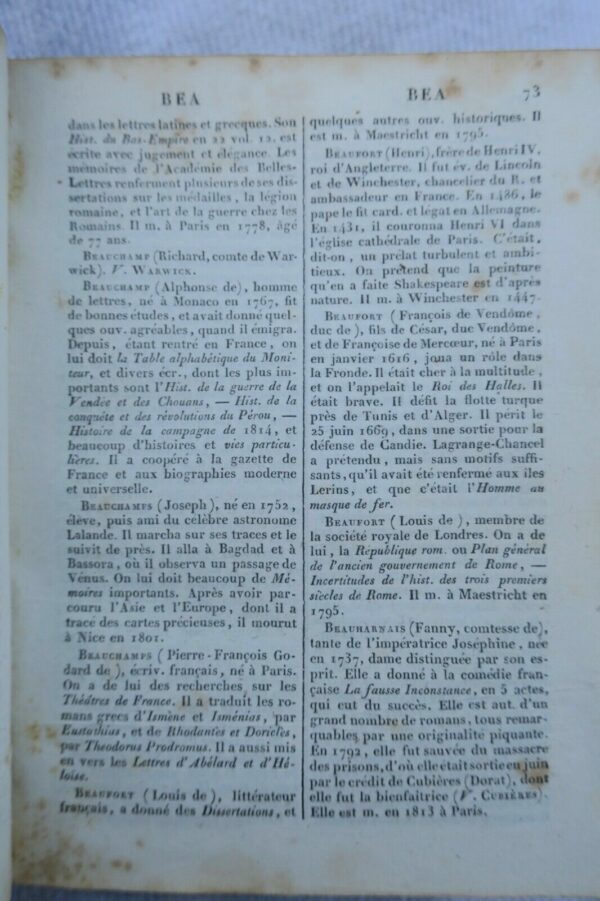 BEA
dans les lettres latines et grecques. Son
Hist. du Bas-Empire en 22 vol. 12. est
écrite avec jugement et élégance. Les
mémoires de l'Académie des Belles-
Lettres renferment plusieurs de ses dis-
sertations sur les médailles, la légion
romaine, et l'art de la guerre chez les
Romains. Il m. à Paris en 1778, âgé
de 77 ans.
BEAUCHAMP (Richard, comte de War-
wick). V. WARWICK.
BEAUCHAMP (Alphonse de), homme
de lettres, né à Monaco en 1767, fit
de bonnes études, et avait donné quel-
ques ouv. agréables, quand il émigra.
Depuis, étant rentré en France, on
lui doit la Table alphabétique du Moni-
teur, et divers écr., dont les plus im-
portants sont l'Hist. de la guerre de la
Vendée et des Chouans, — Hist. de la
conquête et des révolutions du Pérou, —
Histoire de la campagne de 1814, et
beaucoup d'histoires et vies particu-
lières. Il a coopéré à la gazette de
France et aux biographies moderne
et universelle.
BEAUCHAMPS (Joseph), né en 1752,
élève, puis ami du célèbre astronome
Lalande. Il marcha sur ses traces et le
suivit de près. Il alla à Bagdad et à
Bassora, où il observa un passage de
Vénus. On lui doit beaucoup de Mé-
moires importants. Après avoir par-
couru l'Asie et l'Europe, dont il a
tracé des cartes précieuses, il mourut
à Nice en 1801.
BEAUCHAMPS (Pierre-François Go-
dard de), écriv. français, né à Paris.
On a de lui des recherches sur les
Théâtres de France. Il a traduit les ro-
mans grecs d'Ismène et Isménias, par
Eustathius, et de Rhodantes et Doriclès,
par Theodorus Prodromus. Il a aussi mis
en vers les Lettres d'Abélard et d'Hé-
loïse.
BEAUFORT (Louis de), littérateur
français, a donné des Dissertations, et
BEA 73
quelques autres ouv. historiques. Il
est m. à Maestricht en 1795.
BEAUFORT (Henri), frère de Henri IV,
roi d'Angleterre. Il fut év. de Lincoln
et de Winchester, chancelier du R. et
ambassadeur en France. En 1426, le
pape le fit card. et légat en Allemagne.
En 1431, il couronna Henri VI dans
l'église cathédrale de Paris. C'était,
dit-on, un prélat turbulent et ambi-
tieux. On prétend que la peinture
qu'en a faite Shakespeare est d'après
nature. Il m. à Winchester en 1447.
BEAUFORT (François de Vendôme,
duc de), fils de César, duc Vendôme,
et de Françoise de Mercœur, né à Paris
en janvier 1616, joua un rôle dans
la Fronde. Il était cher à la multitude,
et on l'appelait le Roi des Halles. Il
était brave. Il défit la flotte turque
près de Tunis et d'Alger. Il périt le
25 juin 1669, dans une sortie pour la
défense de Candie. Lagrange-Chancel
a prétendu, mais sans motifs suffi-
sants, qu'il avait été renfermé aux îles
Lerins, et que c'était l'Homme au
masque de fer.
BEAUFORT (Louis de), membre de
la société royale de Londres. On a de
lui, la République rom. ou Plan général
de l'ancien gouvernement de Rome, —
Incertitudes de l'hist. des trois premiers
siècles de Rome. Il m. à Maestricht en
1795.
BEAUHARNAIS (Fanny, comtesse de),
tante de l'impératrice Joséphine, née
en 1737, dame distinguée par son es-
prit. Elle a donné à la comédie fran-
çaise La fausse Inconstance, en 5 actes,
qui eut du succès. Elle est aut. d'un
grand nombre de romans, tous remar-
quables par une originalité piquante.
En 1792, elle fut sauvée du massacre
des prisons, d'où elle était sortie en juin
par le crédit de Cubières (Dorat), dont
elle fut la bienfaitrice (V. CUBIÈRES).
Elle est m. en 1813 à Paris.